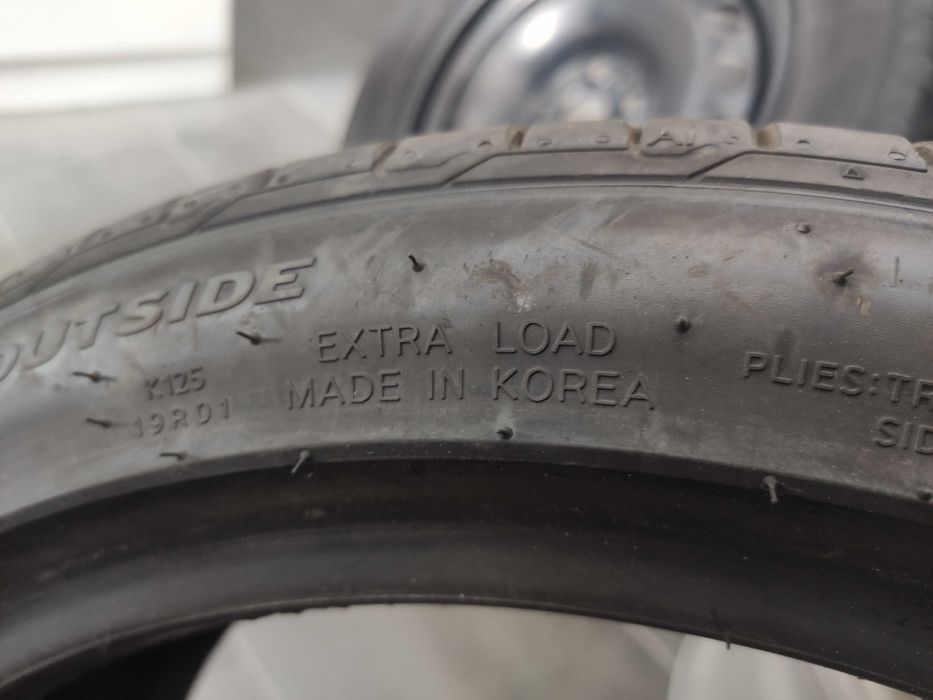 OUTSIDE
K125
19R01
EXTRA LOAD
MADE IN KOREA
PLIES:TR
SID